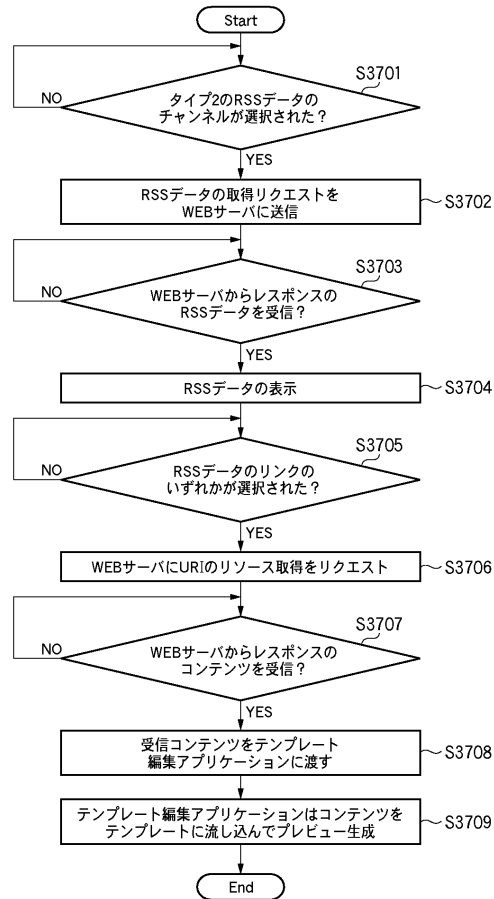 Start
S3701
タイプ2のRSSデータの
チャンネルが選択された？
NO
YES
RSSデータの取得リクエストを
WEBサーバに送信
S3702
S3703
WEBサーバからレスポンスの
RSSデータを受信？
NO
YES
RSSデータの表示
S3704
S3705
RSSデータのリンクの
いずれかが選択された？
NO
YES
WEBサーバにURIのリソース取得をリクエスト
S3706
S3707
WEBサーバからレスポンスの
コンテンツを受信？
NO
YES
受信コンテンツをテンプレート
編集アプリケーションに渡す
S3708
テンプレート編集アプリケーションはコンテンツを
テンプレートに流し込んでプレビュー生成
S3709
End